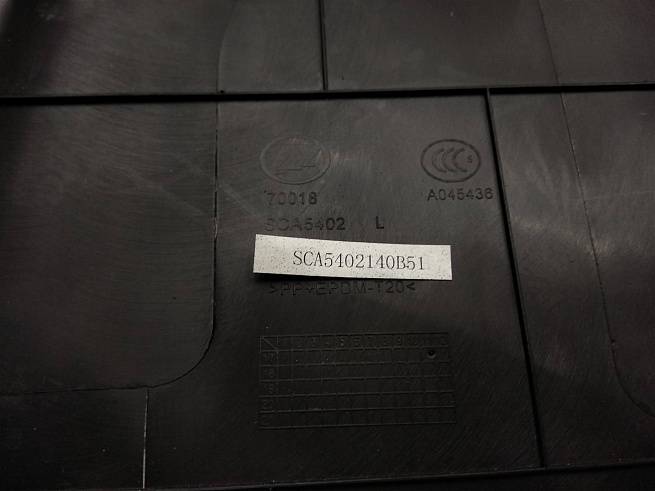 70018
A045436
SCA5402 L
SCA5402140B51
>PP+EPDM-T20<